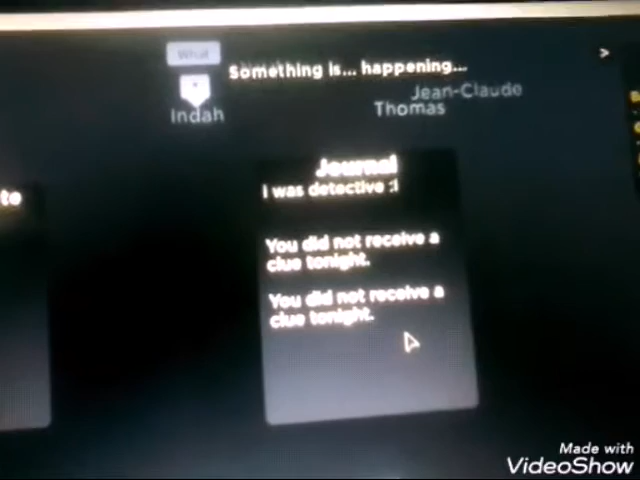 What
Something is... happening...
>
Indah
Jean-Claude
Thomas
te
Journal
I was detective :l
You did not receive a
clue tonight.
You did not receive a
clue tonight.
Made with
VideoShow